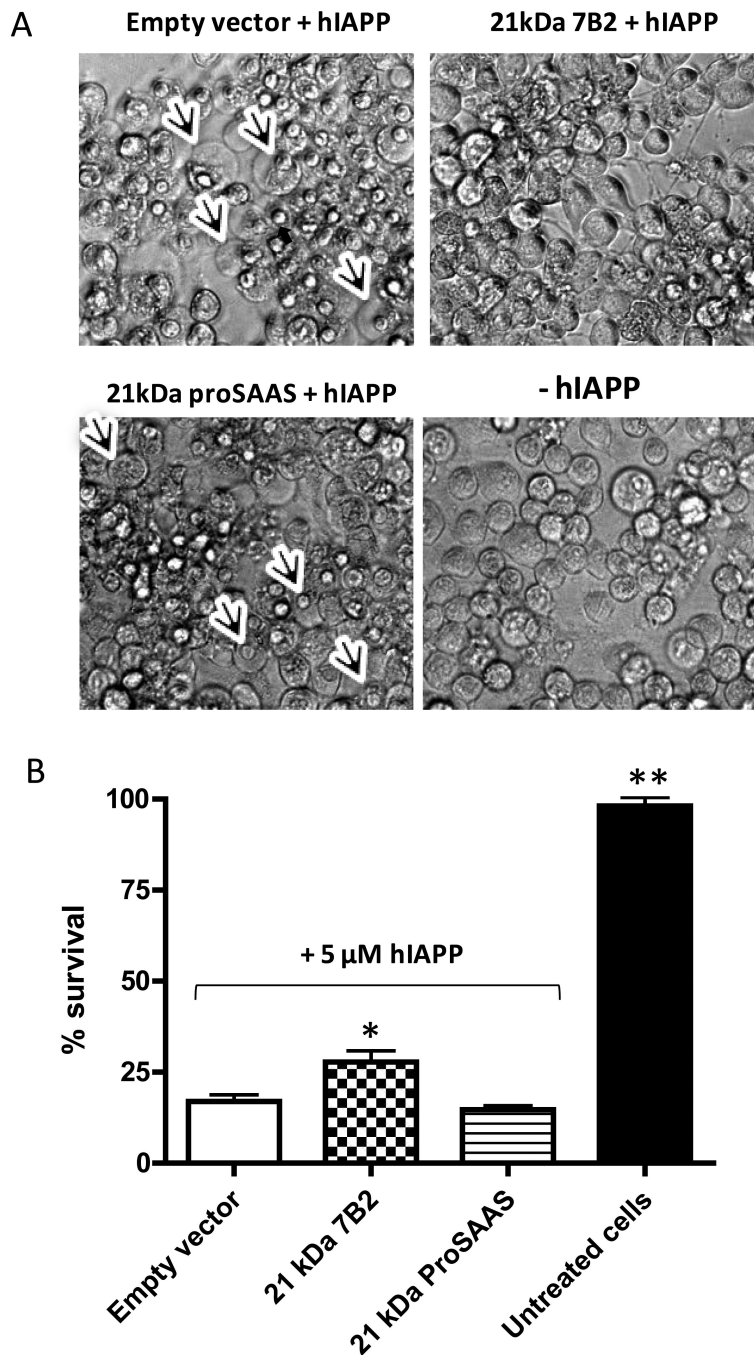 A
Empty vector + hIAPP
21kDa 7B2 + hIAPP
21kDa proSAAS + hIAPP
- hIAPP
B
**
100
75
+ 5 µM hIAPP
50
*
25
0
% survival
Empty vector
21 kDa 7B2
21 kDa ProSAAS
Untreated cells